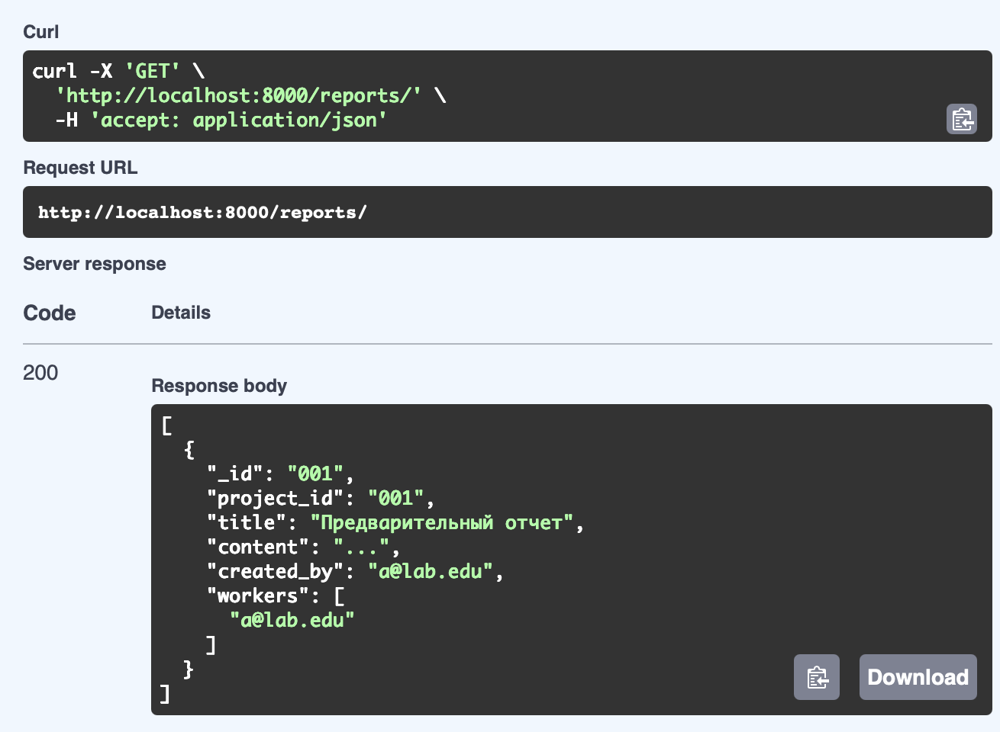 Curl
curl -X 'GET' \
  'http://localhost:8000/reports/' \
  -H 'accept: application/json'
Request URL
http://localhost:8000/reports/
Server response
Code Details
200
Response body
[
  {
    "_id": "001",
    "project_id": "001",
    "title": "Предварительный отчет",
    "content": "...",
    "created_by": "a@lab.edu",
    "workers": [
      "a@lab.edu"
    ]
  }
]
Download